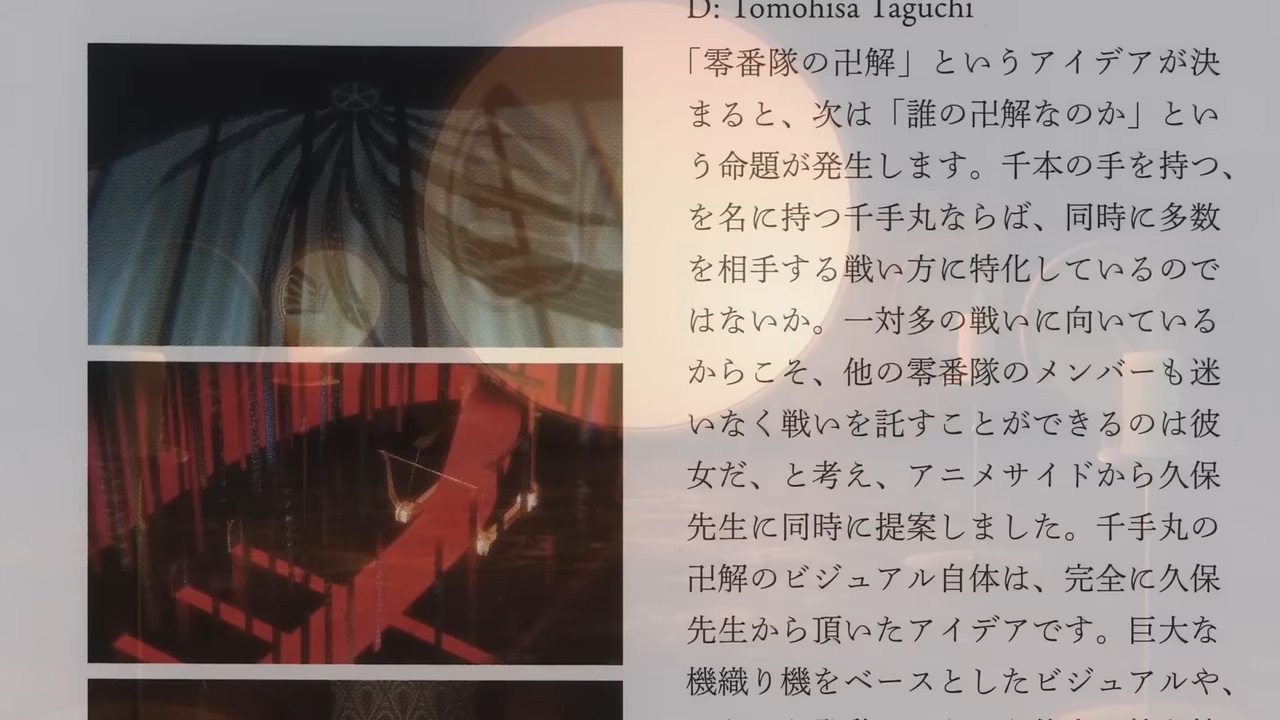 D: Tomohisa Taguchi
「零番隊の卍解」というアイデアが決
まると、次は「誰の卍解なのか」とい
う命題が発生します。千本の手を持つ、
を名に持つ千手丸ならば、同時に多数
を相手する戦い方に特化しているので
はないか。一対多の戦いに向いている
からこそ、他の零番隊のメンバーも迷
いなく戦いを託すことができるのは彼
女だ、と考え、アニメサイドから久保
先生に同時に提案しました。千手丸の
卍解のビジュアル自体は、完全に久保
先生から頂いたアイデアです。巨大な
機織り機をベースとしたビジュアルや、